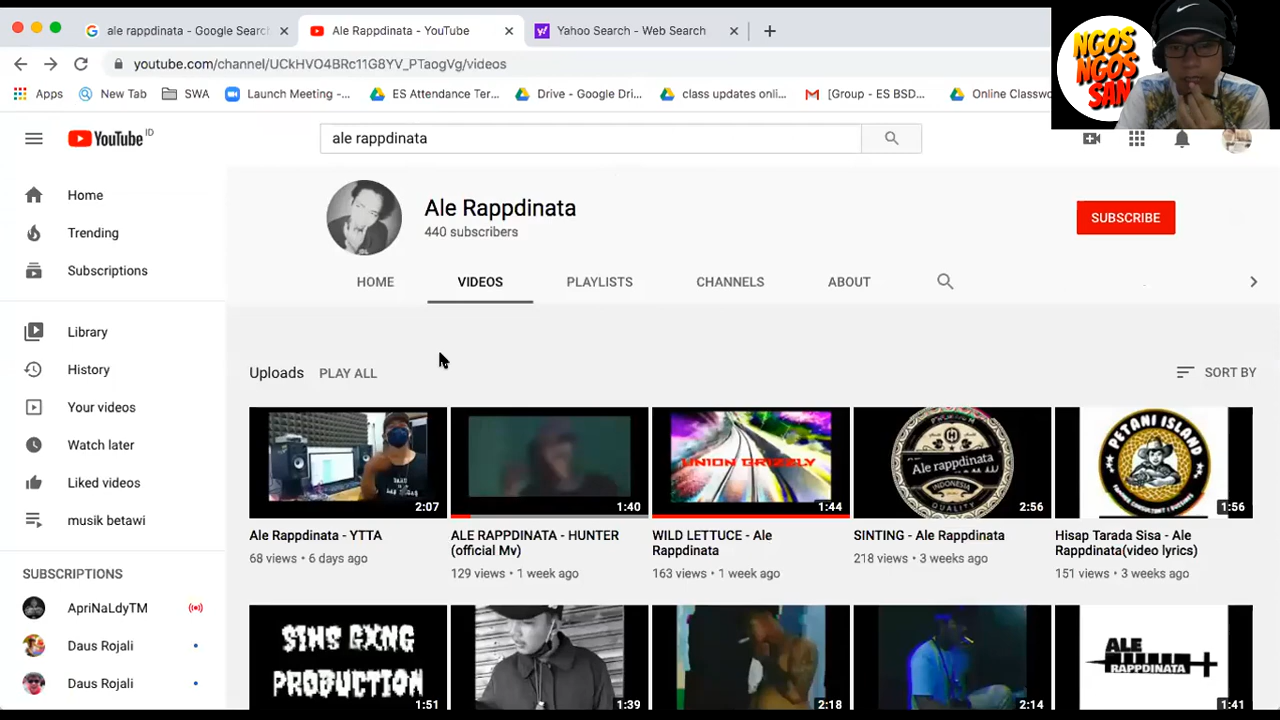 ale rappdinata - Google Search
Ale Rappdinata - YouTube
Yahoo Search - Web Search
youtube.com/channel/UCkHVO4BRc11G8YV_PTaogVg/videos
Apps
New Tab
SWA
Launch Meeting -...
ES Attendance Ter...
Drive - Google Dri...
class updates onli...
[Group - ES BSD...
Online Classwo
NGOS
NGOS
SAN
YouTube ID
ale rappdinata
Home
Trending
Subscriptions
Library
History
Your videos
Watch later
Liked videos
musik betawi
SUBSCRIPTIONS
ApriNaLdyTM
Daus Rojali
Daus Rojali
Ale Rappdinata
440 subscribers
SUBSCRIBE
HOME
VIDEOS
PLAYLISTS
CHANNELS
ABOUT
Uploads
PLAY ALL
SORT BY
2:07
Ale Rappdinata - YTTA
68 views • 6 days ago
1:40
ALE RAPPDINATA - HUNTER
(official Mv)
129 views • 1 week ago
UNION GRIZZLY
1:44
WILD LETTUCE - Ale
Rappdinata
163 views • 1 week ago
Ale rappdinata
INDONESIA
QUALITY
2:56
SINTING - Ale Rappdinata
218 views • 3 weeks ago
PETANI ISLAND
1:56
Hisap Tarada Sisa - Ale
Rappdinata(video lyrics)
151 views • 3 weeks ago
SINS GXNG
PRODUCTION
1:51
1:39
2:18
2:14
ALE
RAPPDINATA
1:41